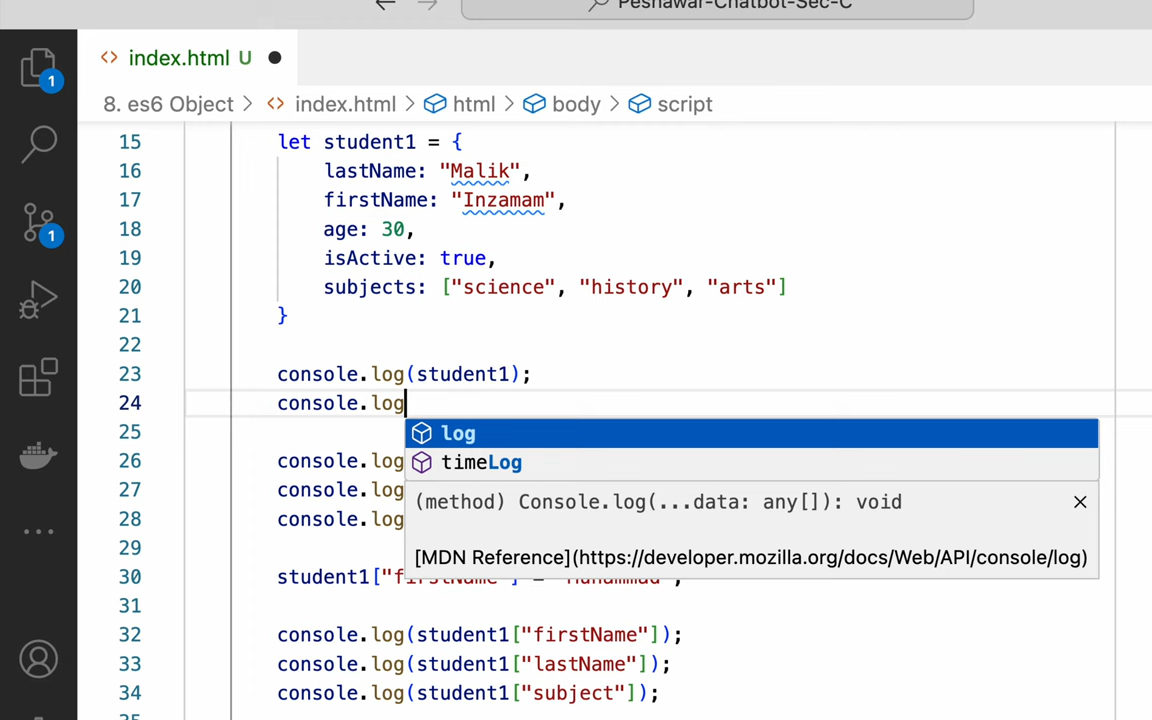 Peshawar-Chatbot-Sec-C
index.html U
8. es6 Object > index.html > html > body > script
15 let student1 = {
16 lastName: "Malik",
17 firstName: "Inzamam",
18 age: 30,
19 isActive: true,
20 subjects: ["science", "history", "arts"]
21 }
22
23 console.log(student1);
24 console.log
25
26 console.log
27 console.log
28 console.log
29
30 student1["firstName"] = "Muhammad";
31
32 console.log(student1["firstName"]);
33 console.log(student1["lastName"]);
34 console.log(student1["subject"]);
35
log
timeLog
(method) Console.log(...data: any[]): void
[MDN Reference](https://developer.mozilla.org/docs/Web/API/console/log)
1
1